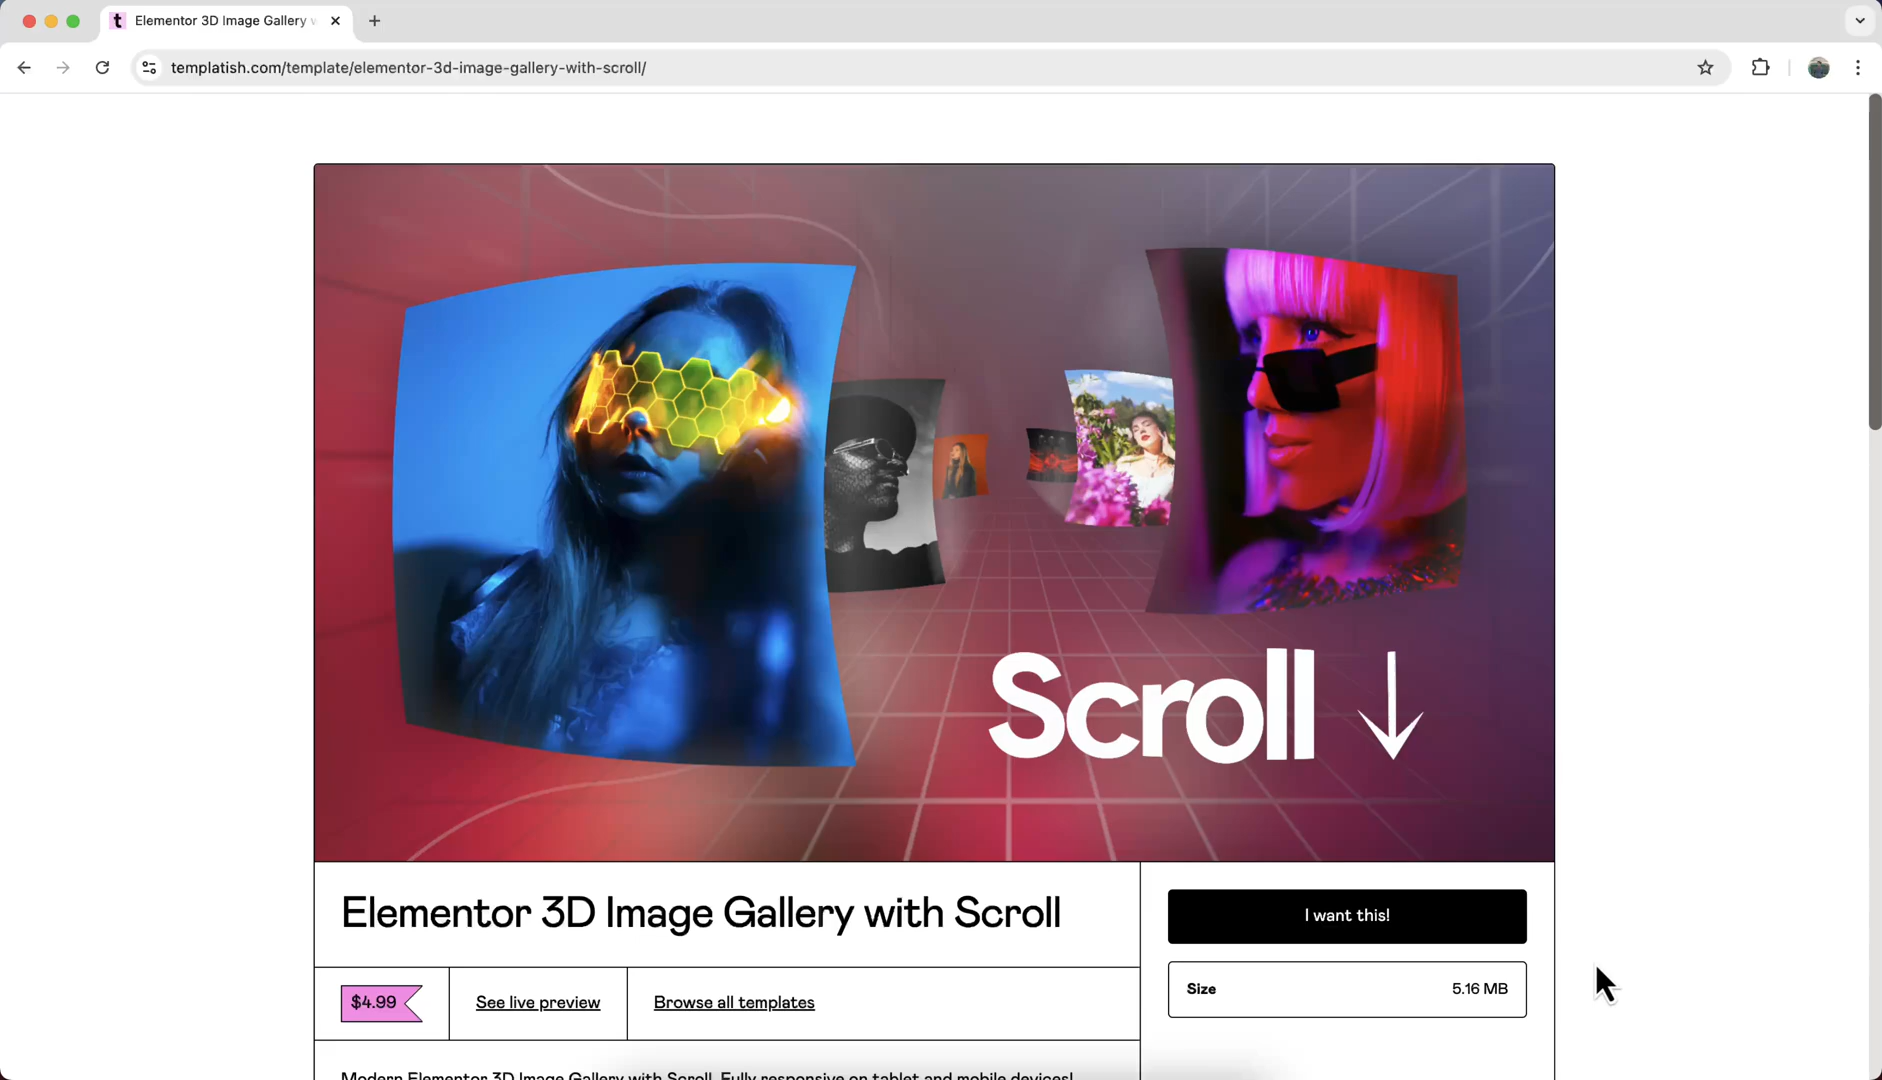 Elementor 3D Image Gallery w
templatish.com/template/elementor-3d-image-gallery-with-scroll/
Scroll
Elementor 3D Image Gallery with Scroll
I want this!
$4.99
See live preview
Browse all templates
Size
5.16 MB
Modern Elementor 3D Image Gallery with Scroll. Fully responsive on tablet and mobile devices!